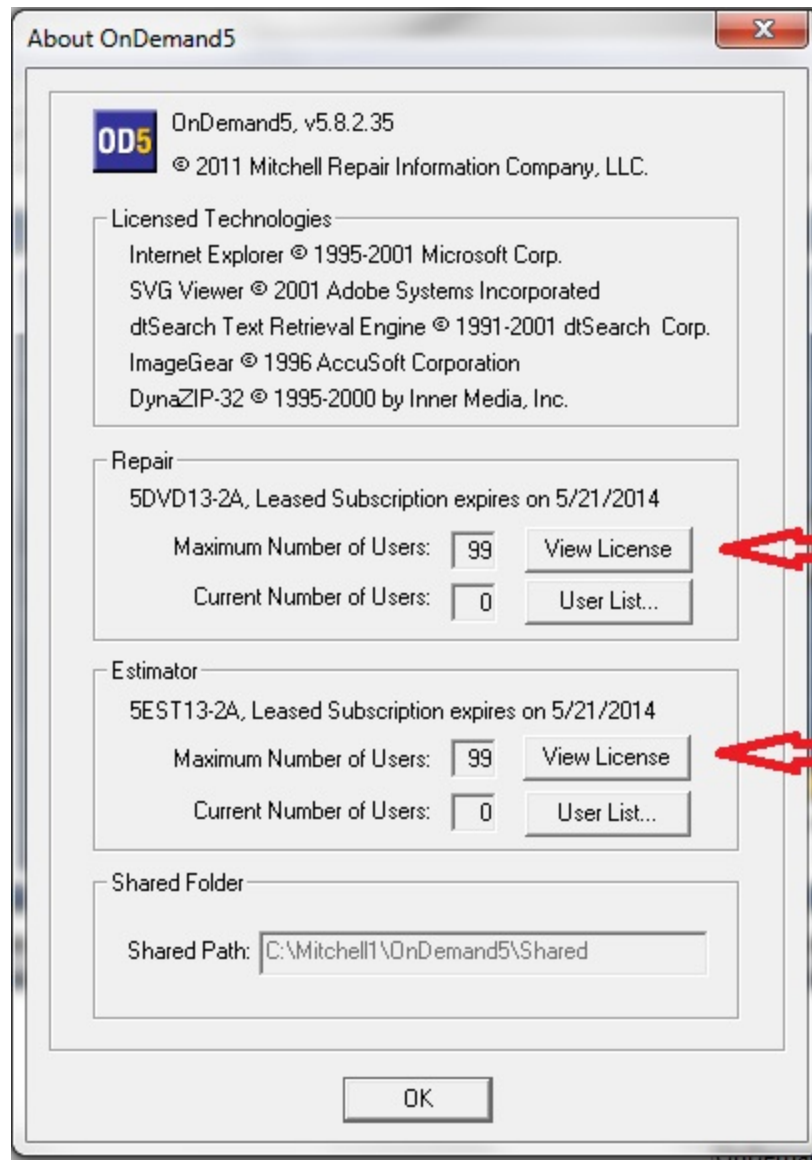 About OnDemand5
x
OD5
OnDemand5, v5.8.2.35
© 2011 Mitchell Repair Information Company, LLC.
Licensed Technologies
Internet Explorer © 1995-2001 Microsoft Corp.
SVG Viewer © 2001 Adobe Systems Incorporated
dtSearch Text Retrieval Engine © 1991-2001 dtSearch Corp.
ImageGear © 1996 AccuSoft Corporation
DynaZIP-32 © 1995-2000 by Inner Media, Inc.
Repair
5DVD13-2A, Leased Subscription expires on 5/21/2014
Maximum Number of Users: 99 View License
Current Number of Users: 0 User List...
Estimator
5EST13-2A, Leased Subscription expires on 5/21/2014
Maximum Number of Users: 99 View License
Current Number of Users: 0 User List...
Shared Folder
Shared Path: C:\Mitchell1\OnDemand5\Shared
OK